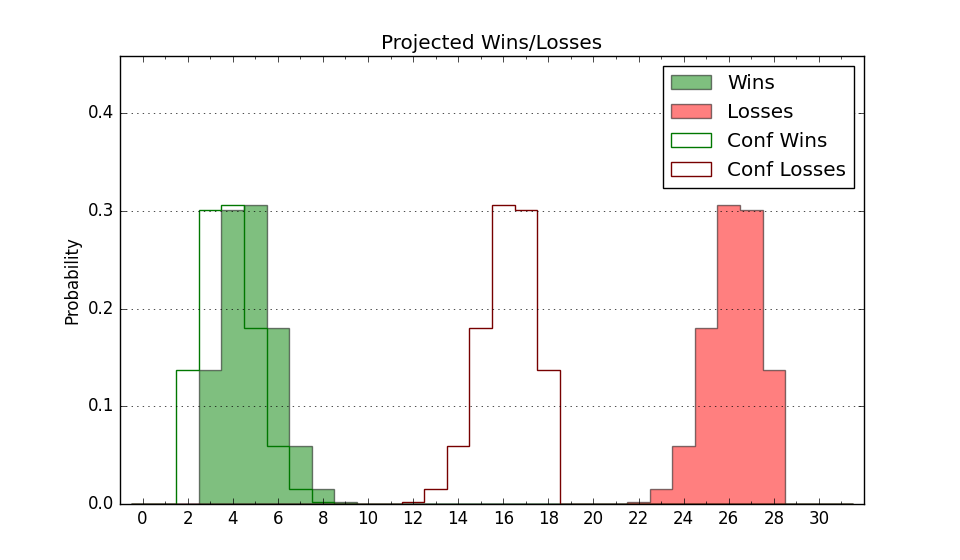 Projected Wins/Losses
Wins
Losses
Conf Wins
Conf Losses
Probability
0.4
0.3
0.2
0.1
0.0
0 2 4 6 8 10 12 14 16 18 20 22 24 26 28 30